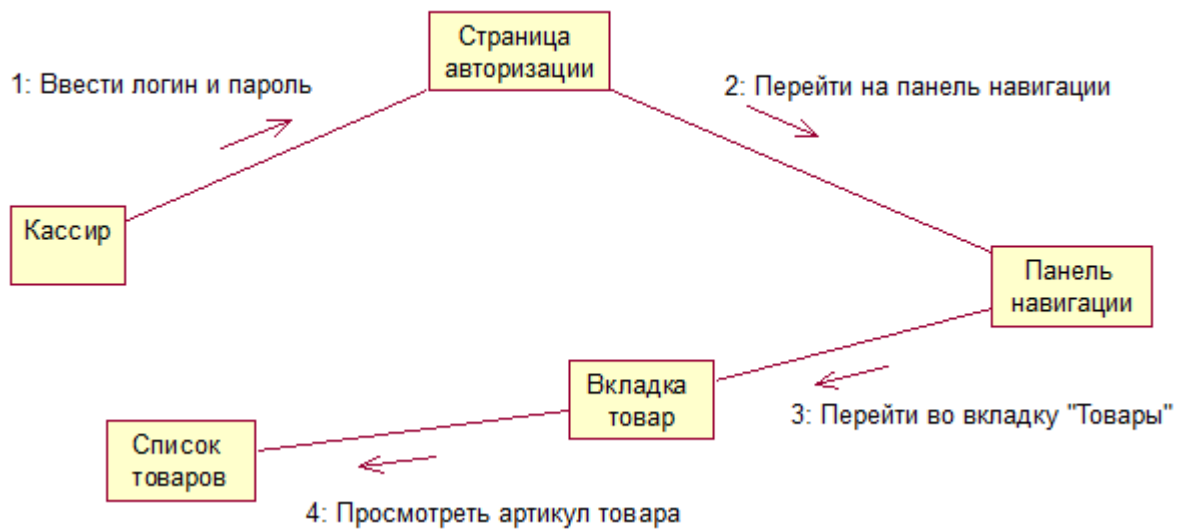 Страница
авторизации
1: Ввести логин и пароль
2: Перейти на панель навигации
Кассир
Панель
навигации
Вкладка
товар
3: Перейти во вкладку "Товары"
Список
товаров
4: Просмотреть артикул товара